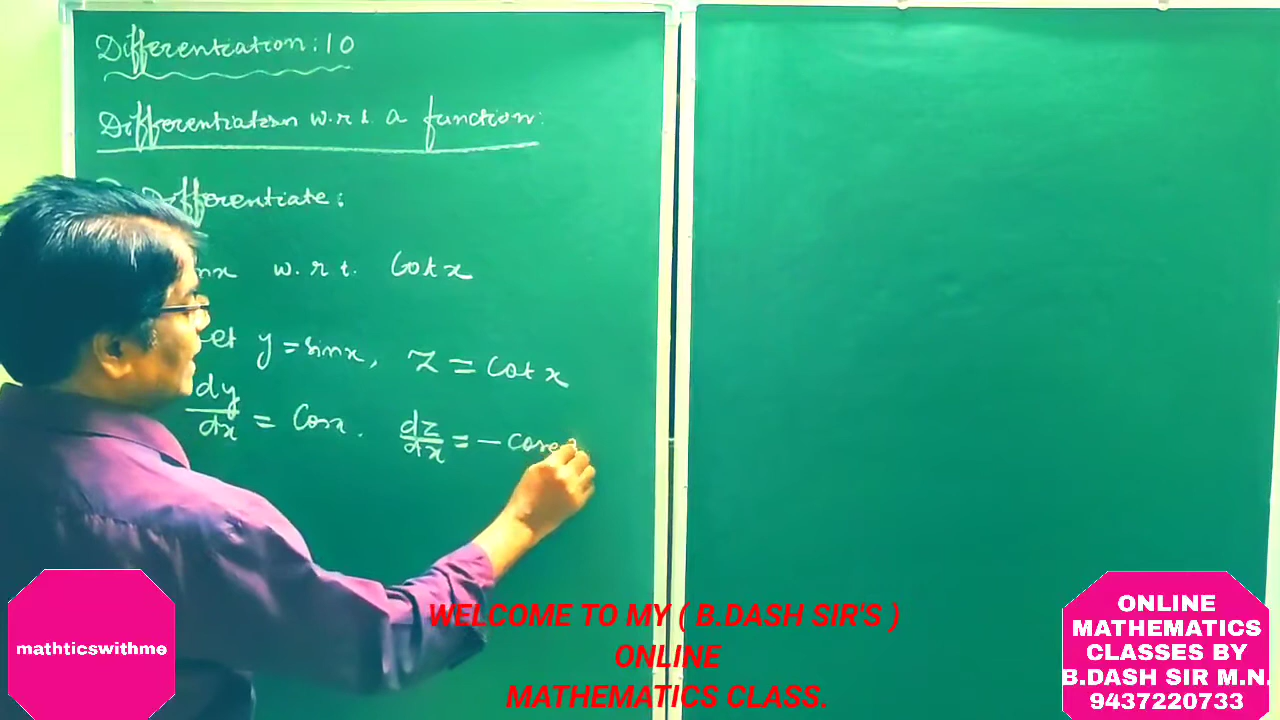 Differentiation: 10
Differentiation w.r.t. a function:
Differentiate:
w.r.t. Cot x
y = sinx, z = Cot x
dy/dx = Cosx. dz/dx = -
mathticswithme
WELCOME TO MY ( B.DASH SIR'S )
ONLINE
MATHEMATICS CLASS.
ONLINE
MATHEMATICS
CLASSES BY
B.DASH SIR M.N.
9437220733